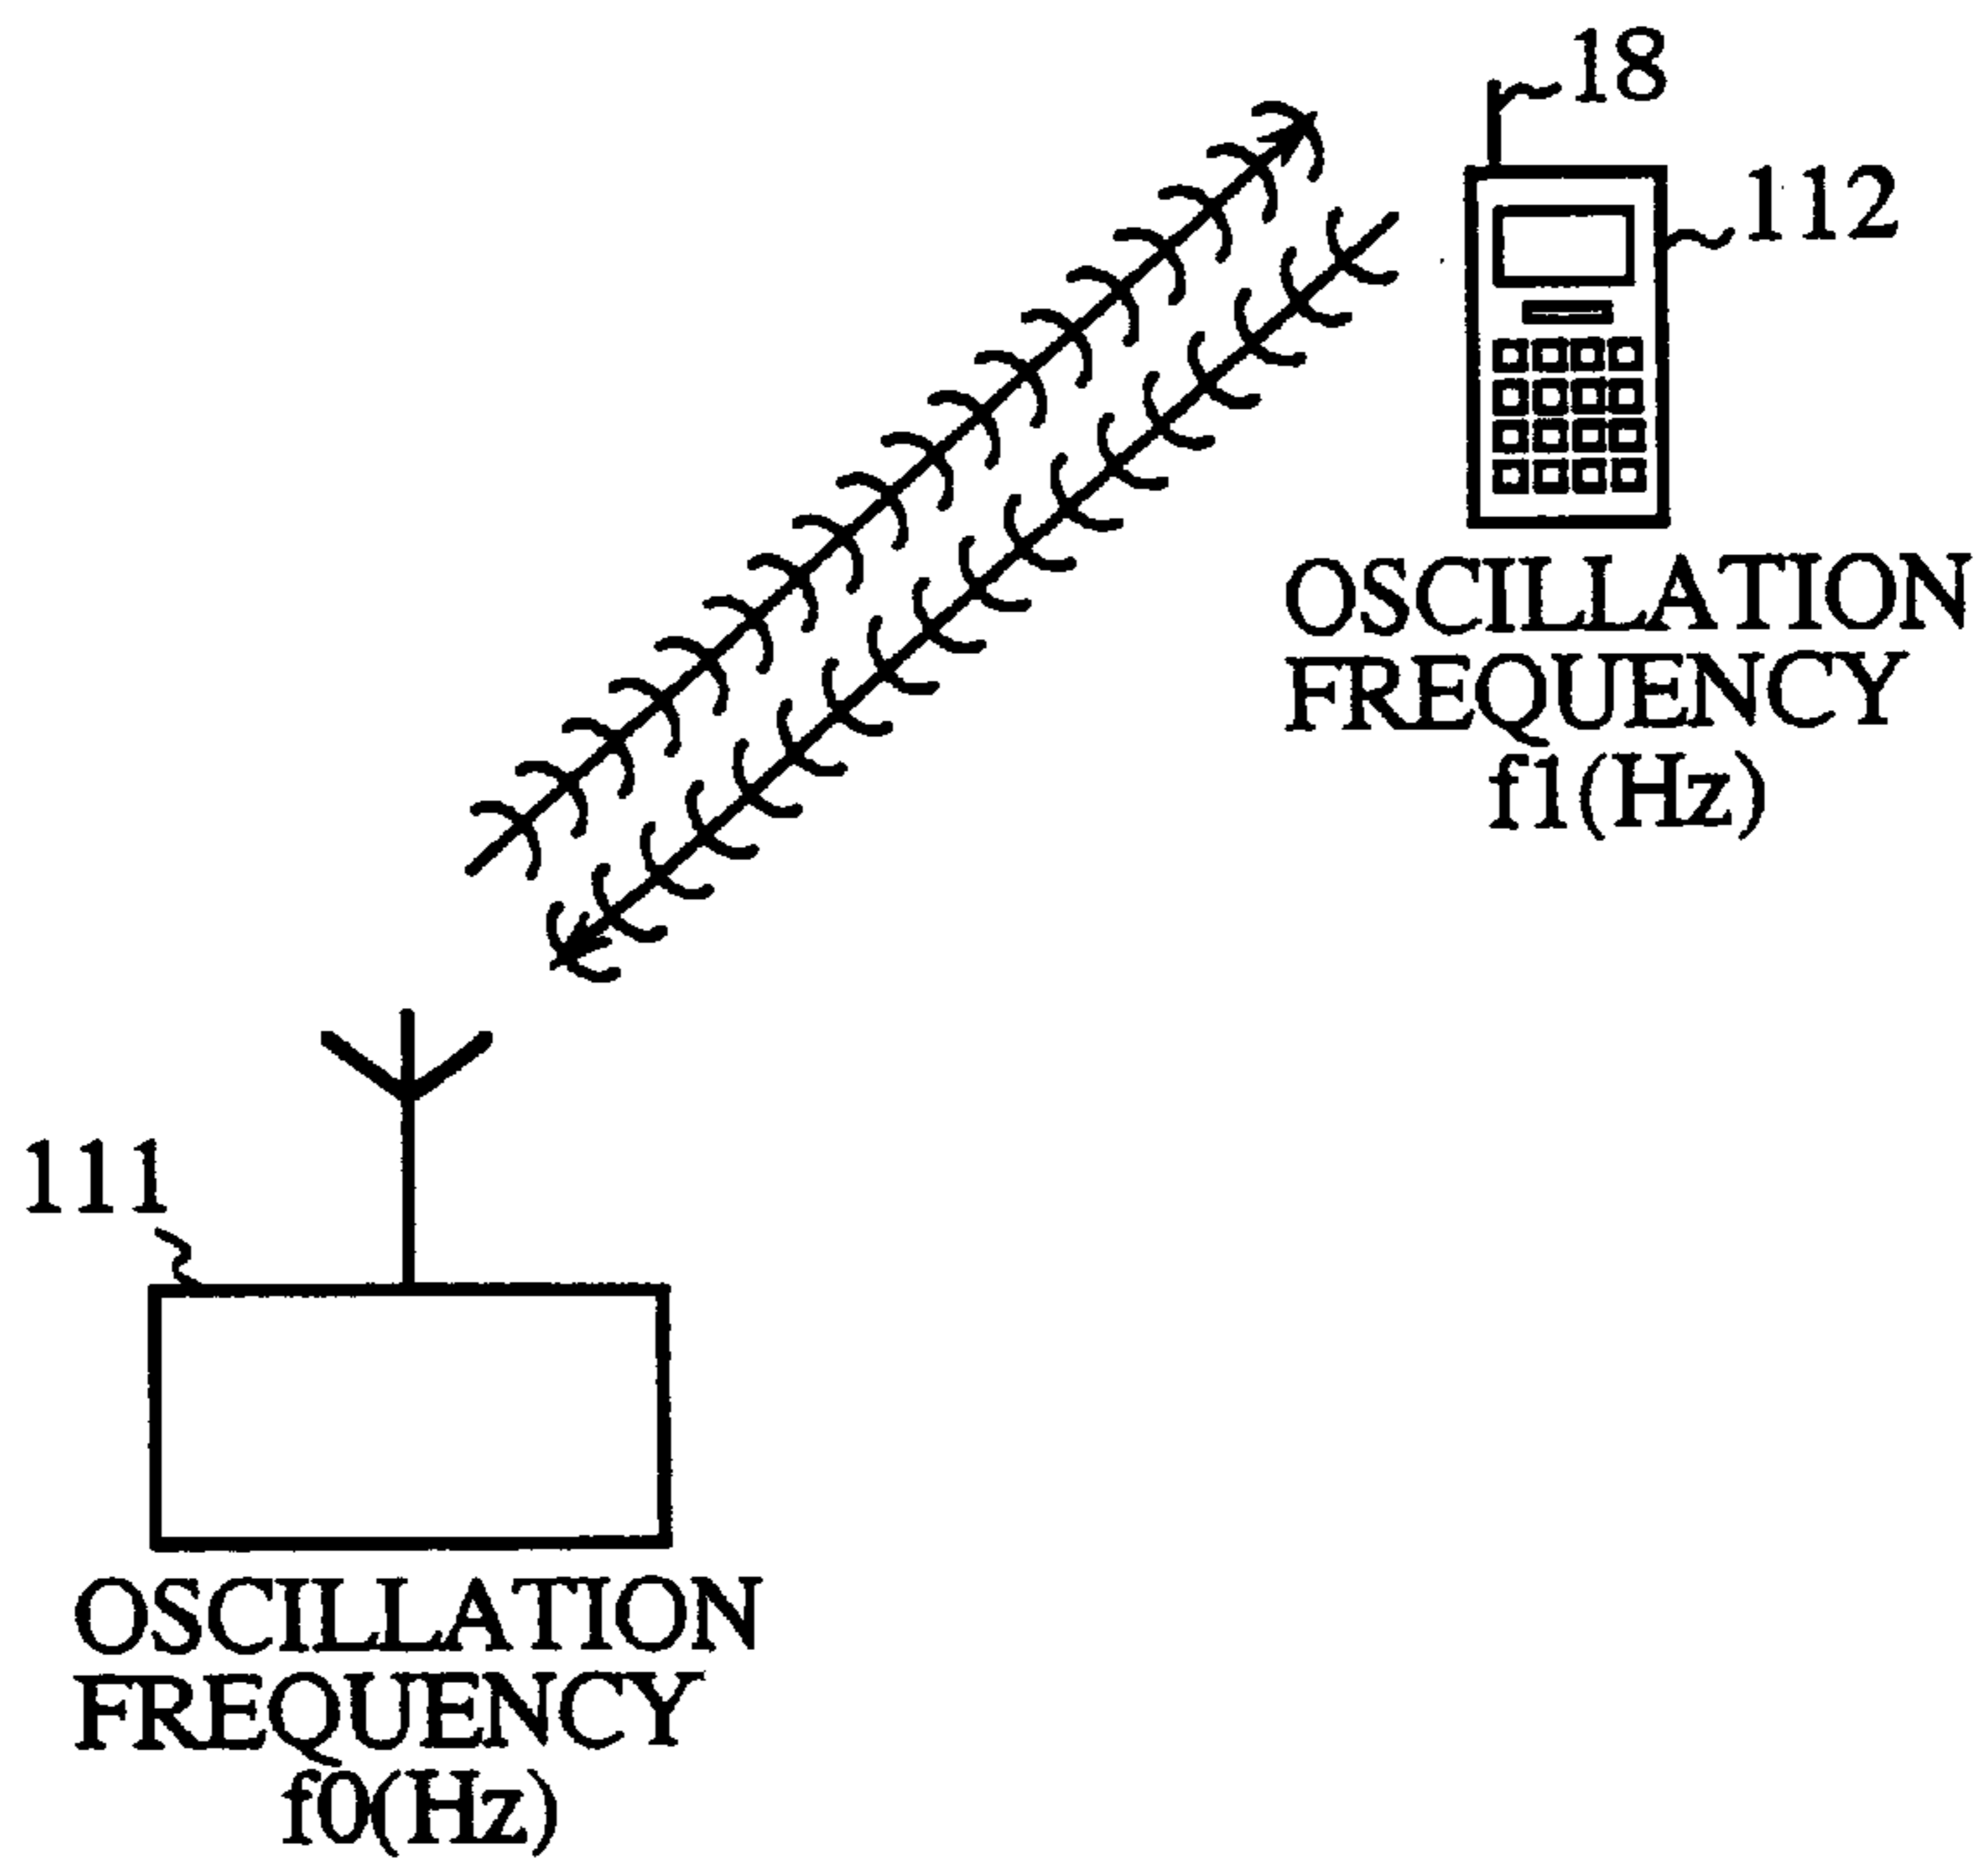 18
112
OSCILLATION
FREQUENCY
f1(Hz)
111
OSCILLATION
FREQUENCY
f0(Hz)